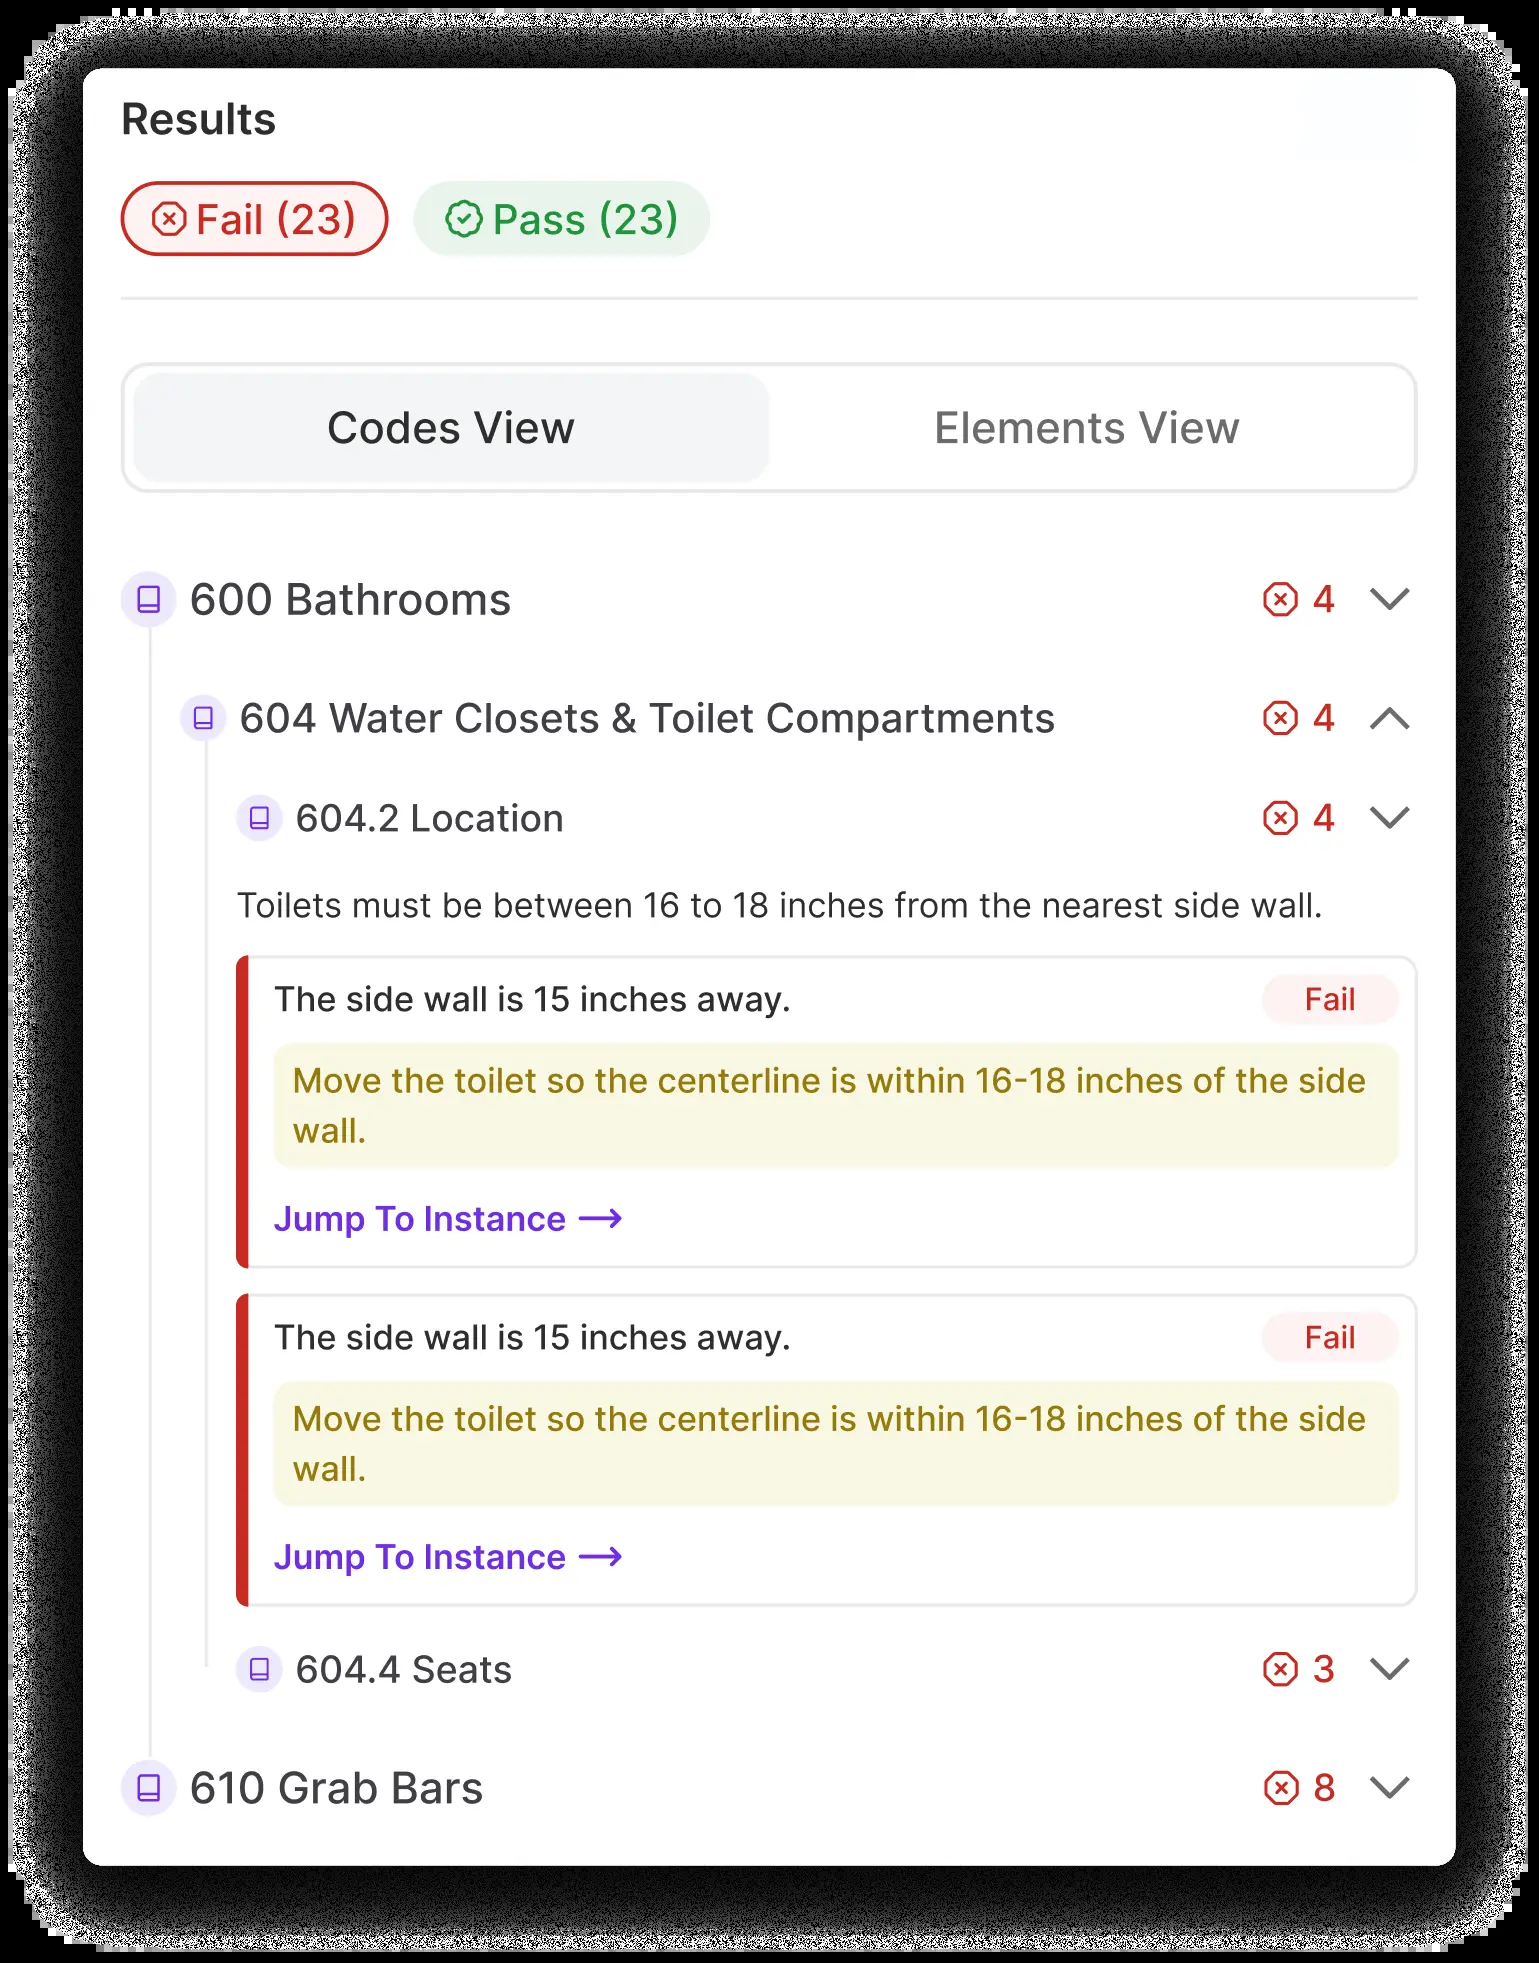 Results
Fail (23) Pass (23)
Codes View Elements View
600 Bathrooms 4
604 Water Closets & Toilet Compartments 4
604.2 Location 4
Toilets must be between 16 to 18 inches from the nearest side wall.
The side wall is 15 inches away. Fail
Move the toilet so the centerline is within 16-18 inches of the side
wall.
Jump To Instance
The side wall is 15 inches away. Fail
Move the toilet so the centerline is within 16-18 inches of the side
wall.
Jump To Instance
604.4 Seats 3
610 Grab Bars 8